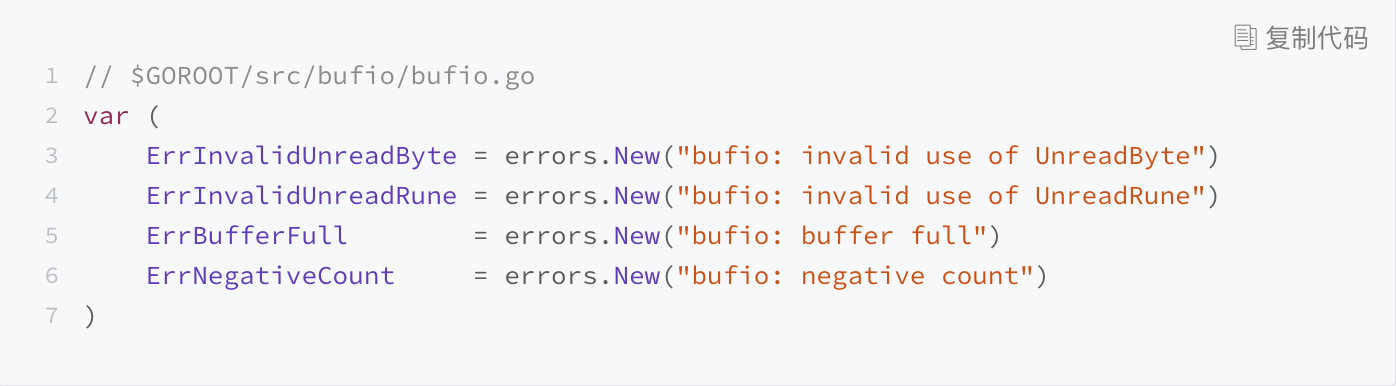 复制代码
1 // $GOROOT/src/bufio/bufio.go
2 var (
3     ErrInvalidUnreadByte = errors.New("bufio: invalid use of UnreadByte")
4     ErrInvalidUnreadRune = errors.New("bufio: invalid use of UnreadRune")
5     ErrBufferFull        = errors.New("bufio: buffer full")
6     ErrNegativeCount     = errors.New("bufio: negative count")
7 )